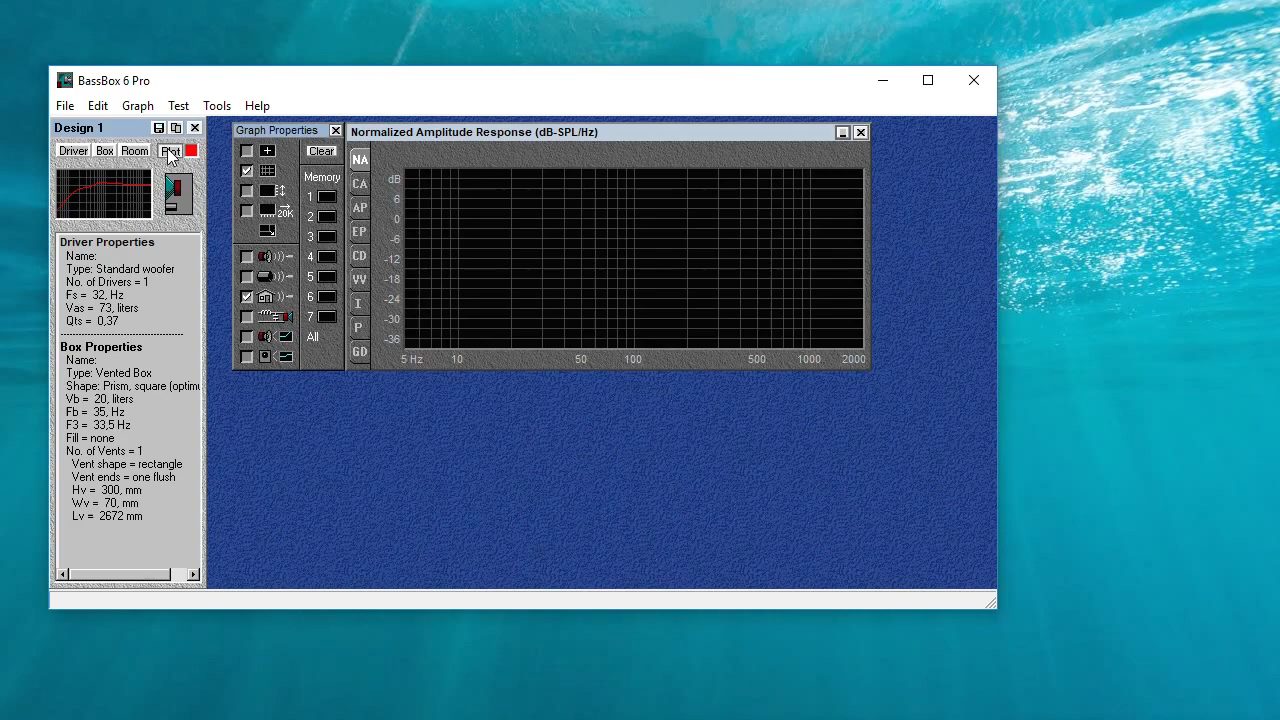 BassBox 6 Pro
File Edit Graph Test Tools Help
Design 1
Driver Box Room Plot
Driver Properties
Name:
Type: Standard woofer
No. of Drivers = 1
Fs = 32, Hz
Vas = 73, liters
Qts = 0,37
Box Properties
Name:
Type: Vented Box
Shape: Prism, square (optimu
Vb = 20, liters
Fb = 35, Hz
F3 = 33,5 Hz
Fill = none
No. of Vents = 1
Vent shape = rectangle
Vent ends = one flush
Hv = 300, mm
Wv = 70, mm
Lv = 2672 mm
Graph Properties
Clear
Memory
1
2
3
4
5
6
7
All
20K
Normalized Amplitude Response (dB-SPL/Hz)
NA
CA
AP
EP
CD
VV
I
P
GD
dB
6
0
-6
-12
-18
-24
-30
-36
5 Hz 10 50 100 500 1000 2000